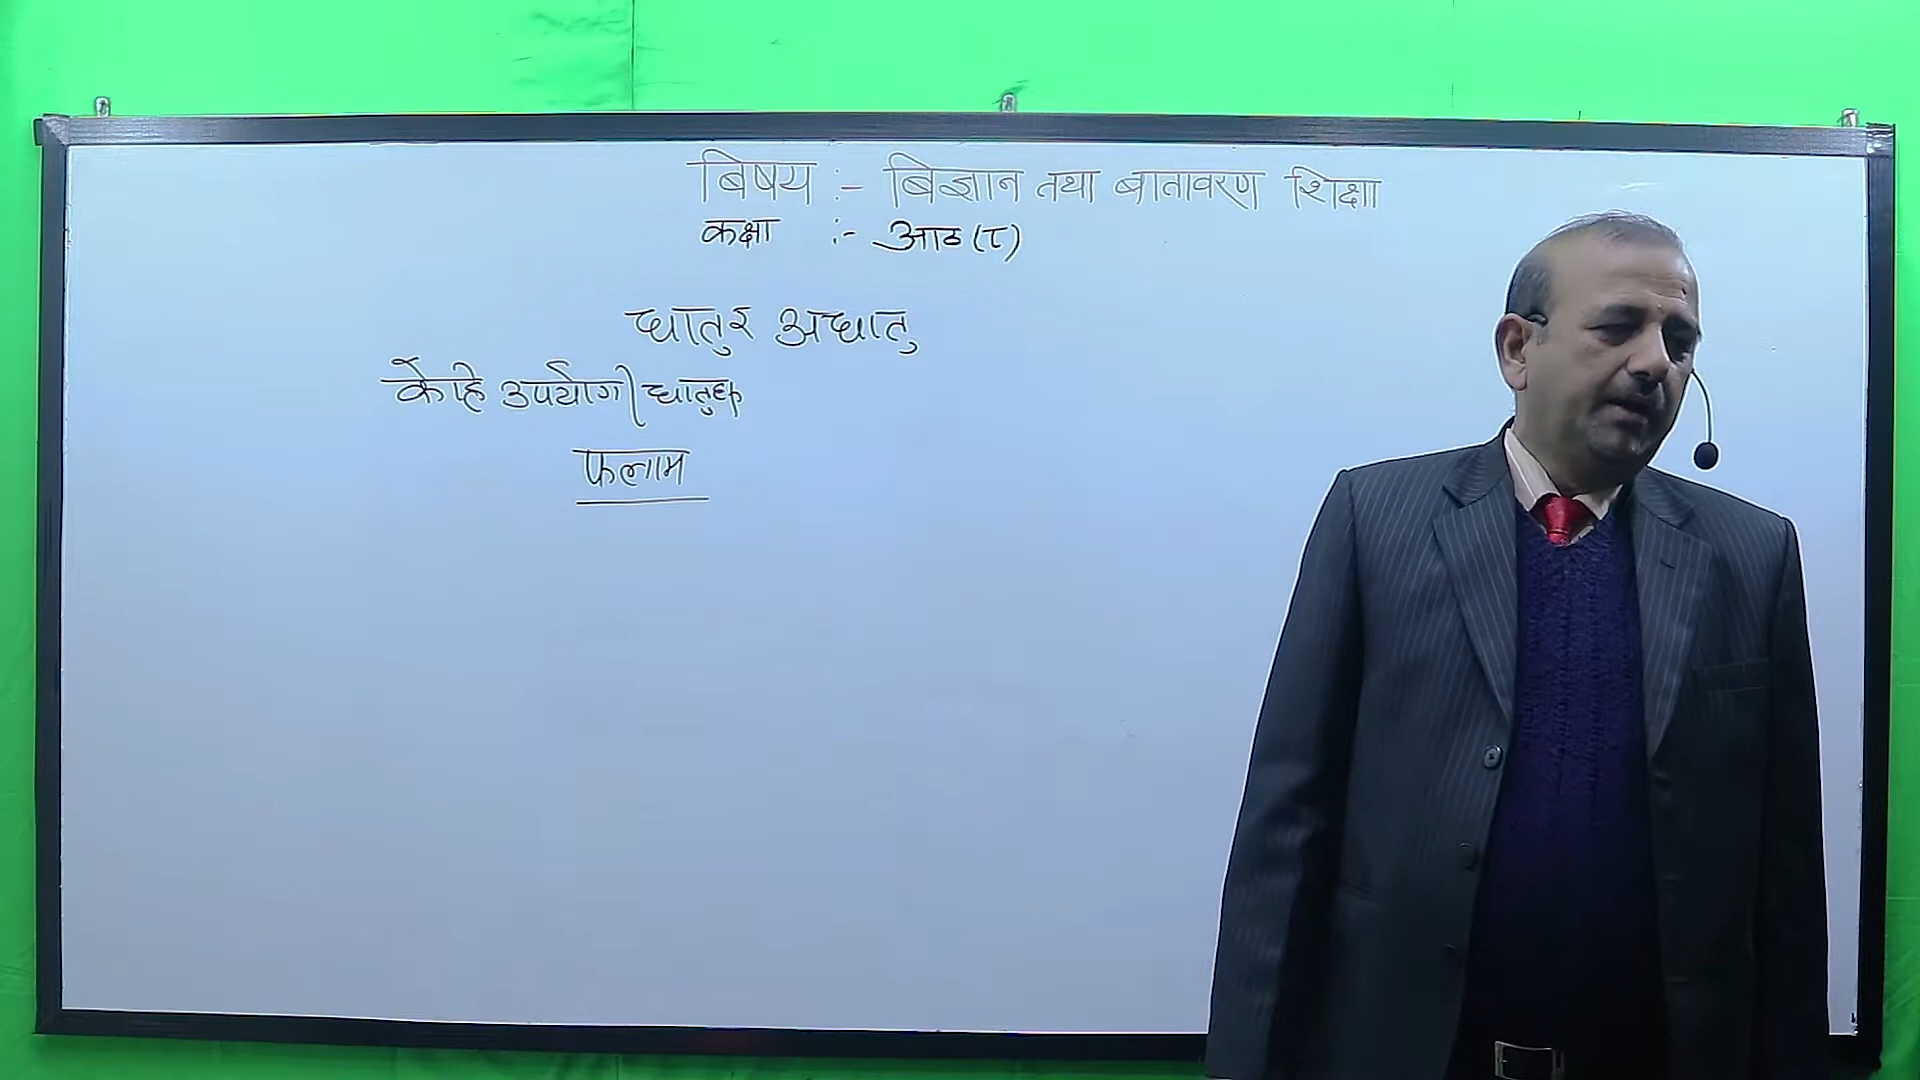 बिषय :- बिज्ञान तथा बातावरण शिक्षा
कक्षा :- आठ (८)
धातु र अधातु
केहि उपयोगी धातुहरु
फलाम